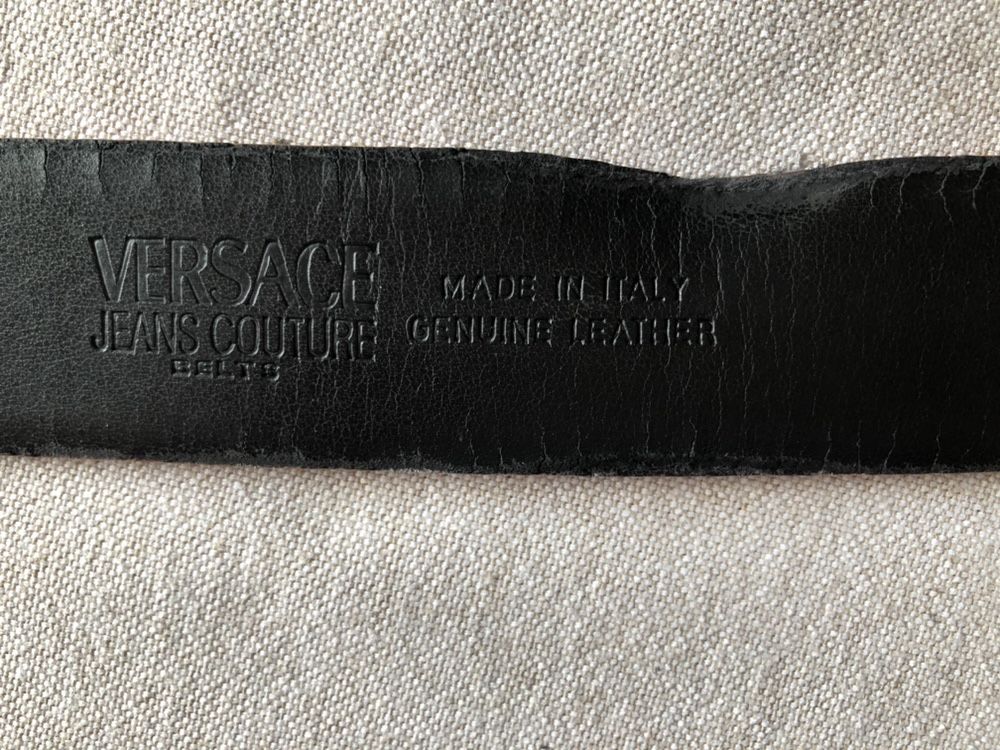 VERSACE
JEANS COUTURE
BELTS
MADE IN ITALY
GENUINE LEATHER